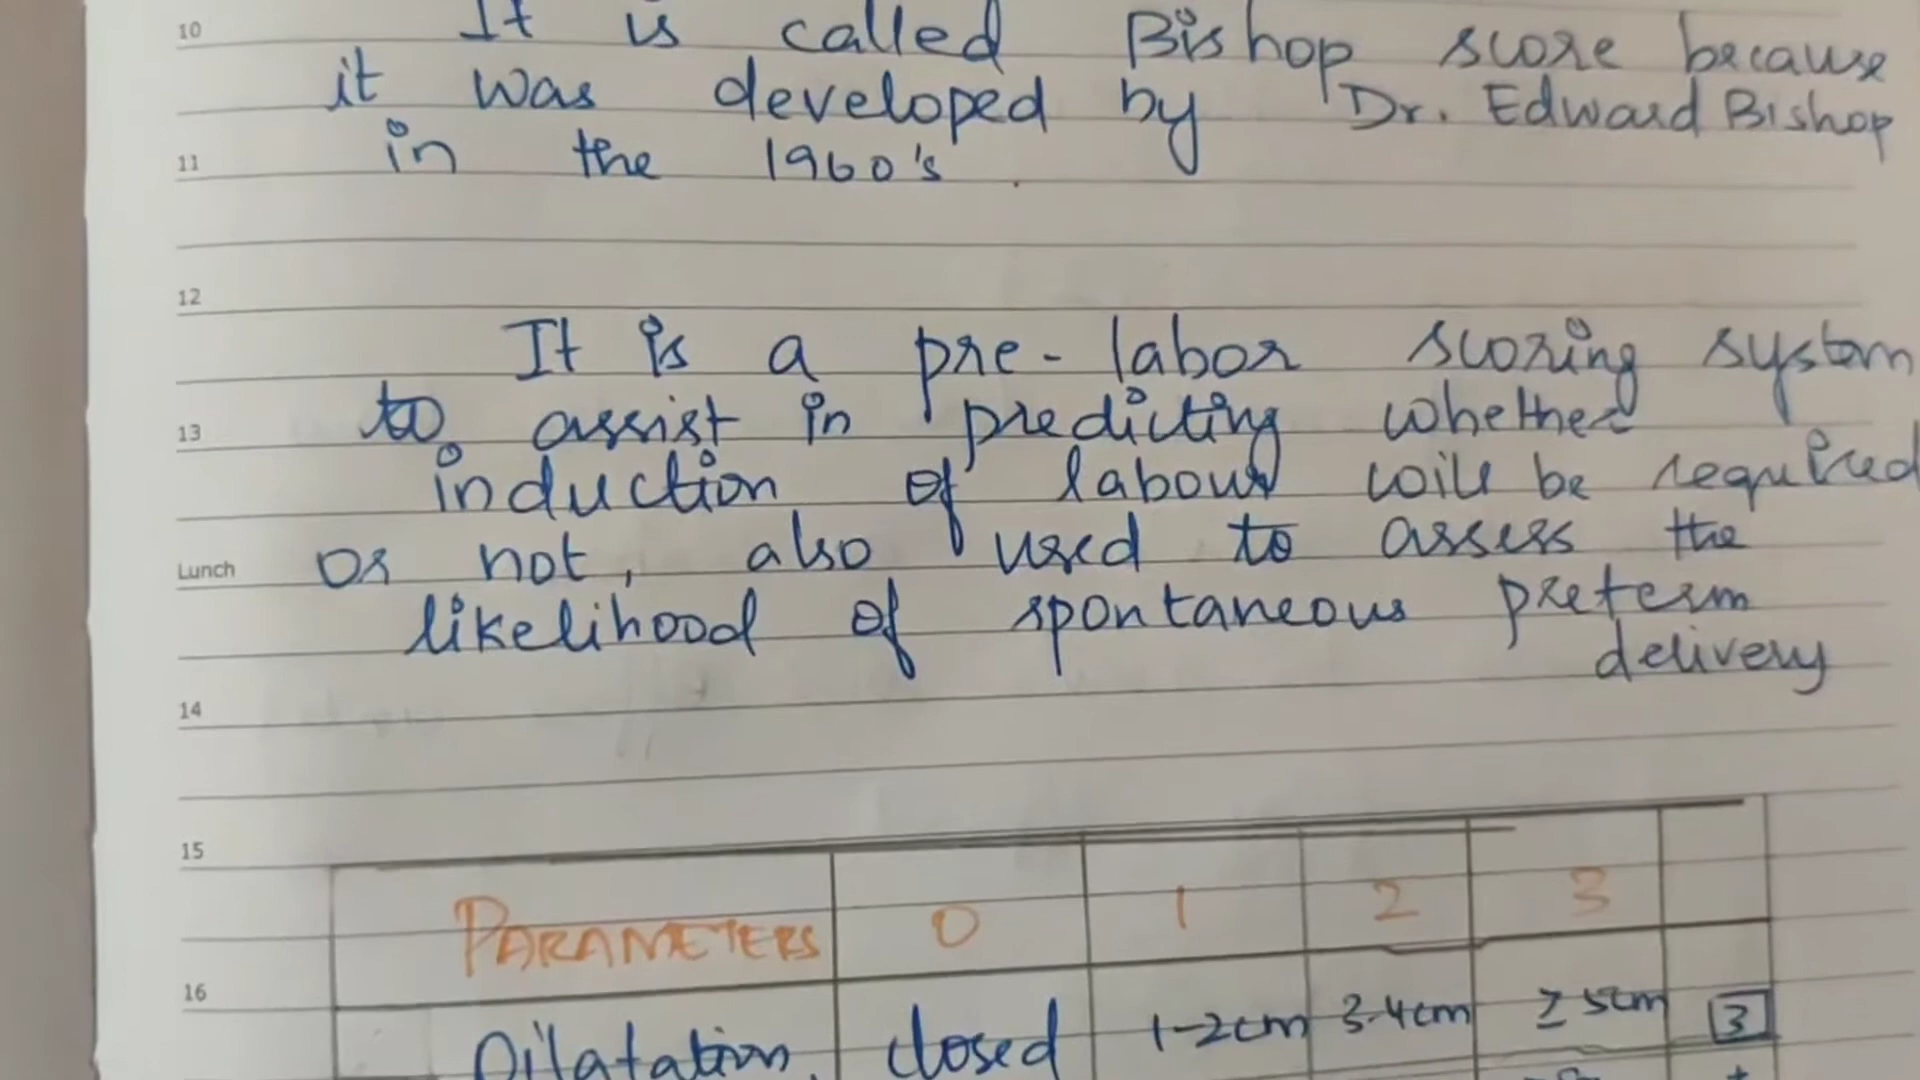 10
It is called Bishop score because
it was developed by Dr. Edward Bishop
11 in the 1960's.
12
It is a pre-labor scoring system
13 to assist in predicting whether
induction of labour will be required
Lunch or not, also used to assess the
likelihood of spontaneous preterm
delivery
14
15
PARAMETERS 0 1 2 3
16
Dilatation closed 1-2cm 3-4cm ≥5cm 3